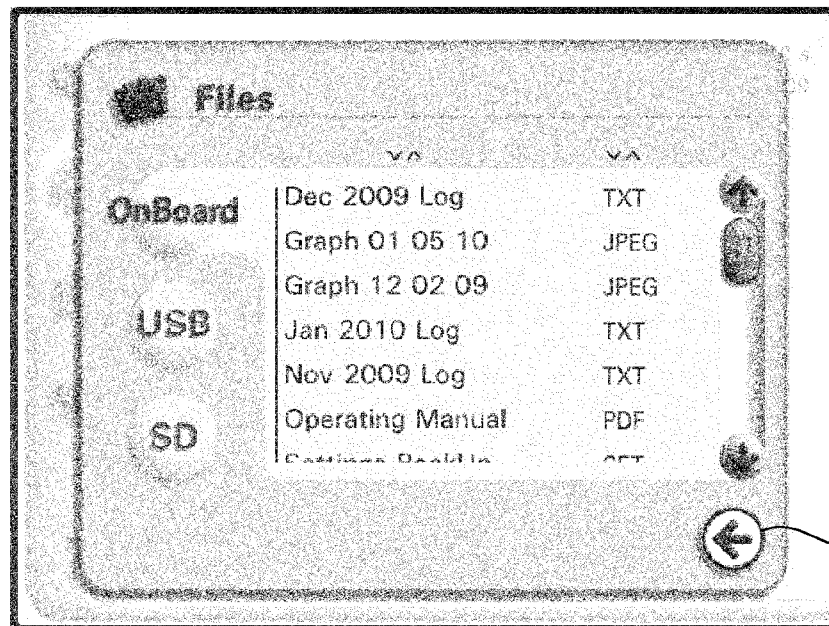 Files
OnBoard
USB
SD
Dec 2009 Log TXT
Graph 01 05 10 JPEG
Graph 12 02 09 JPEG
Jan 2010 Log TXT
Nov 2009 Log TXT
Operating Manual PDF